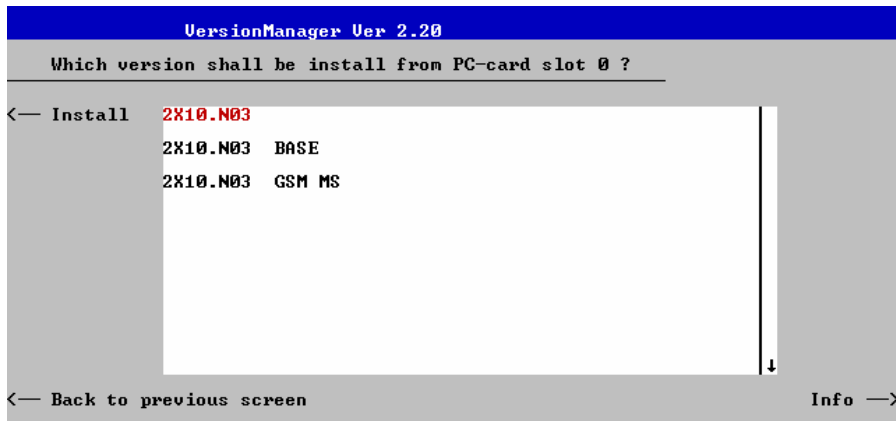 VersionManager Ver 2.20
Which version shall be install from PC-card slot 0 ?
<— Install 2X10.N03
2X10.N03 BASE
2X10.N03 GSM MS
↓
<— Back to previous screen Info —>